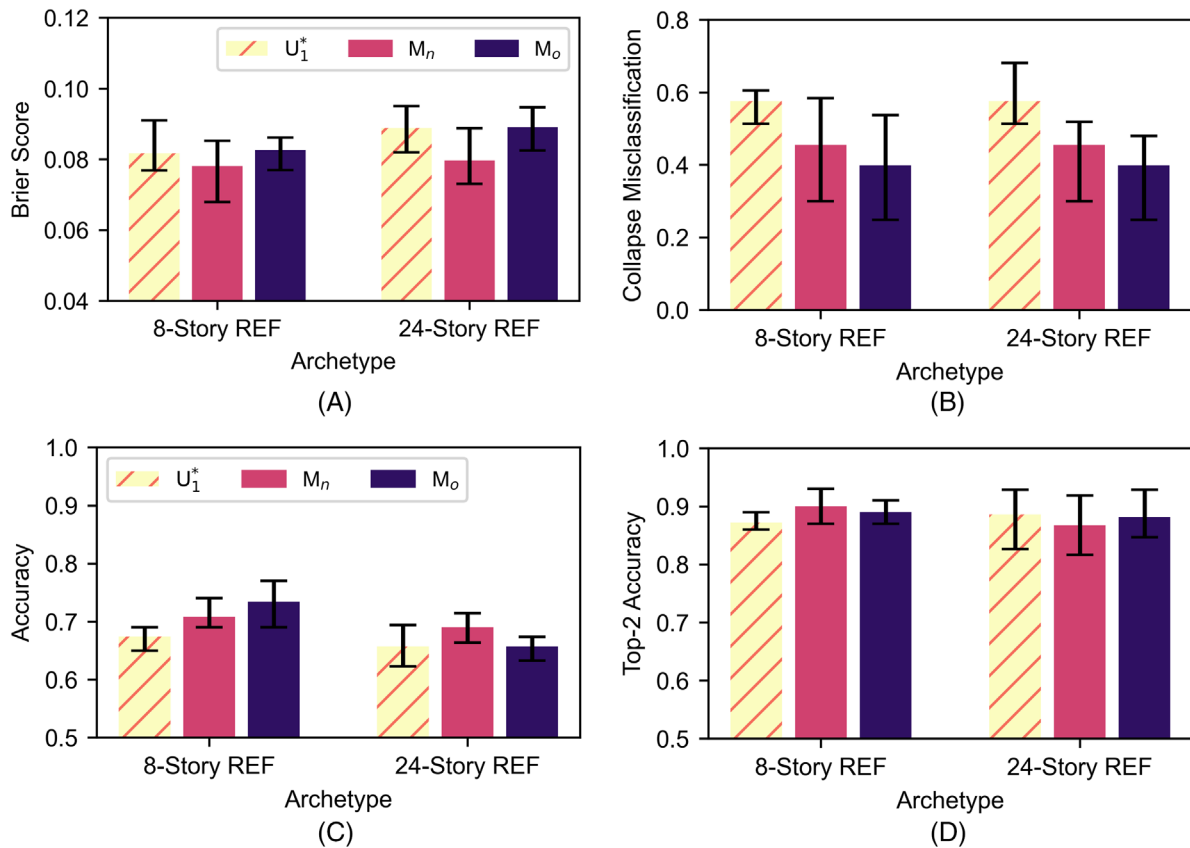 0.12
0.10
0.08
0.06
0.04
Brier Score
U*1 Mn Mo
8-Story REF 24-Story REF
Archetype
(A)
0.8
0.6
0.4
0.2
0.0
Collapse Misclassification
8-Story REF 24-Story REF
Archetype
(B)
1.0
0.9
0.8
0.7
0.6
0.5
Accuracy
U*1 Mn Mo
8-Story REF 24-Story REF
Archetype
(C)
1.0
0.9
0.8
0.7
0.6
0.5
Top-2 Accuracy
8-Story REF 24-Story REF
Archetype
(D)